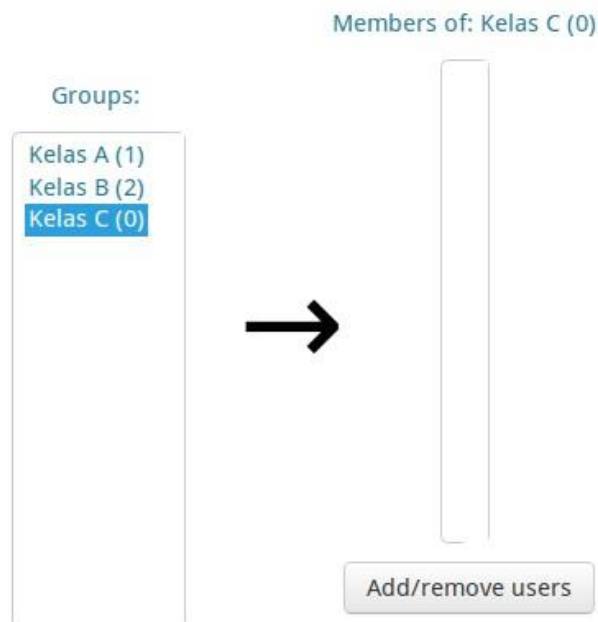 Members of: Kelas C (0)
Groups:
Kelas A (1)
Kelas B (2)
Kelas C (0)
Add/remove users